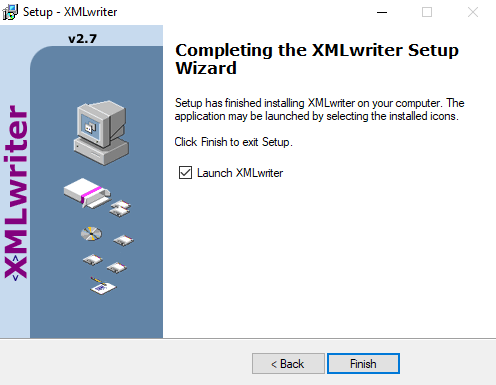 Setup - XMLwriter
v2.7
<XMLwriter
Completing the XMLwriter Setup
Wizard
Setup has finished installing XMLwriter on your computer. The
application may be launched by selecting the installed icons.
Click Finish to exit Setup.
Launch XMLwriter
< Back
Finish